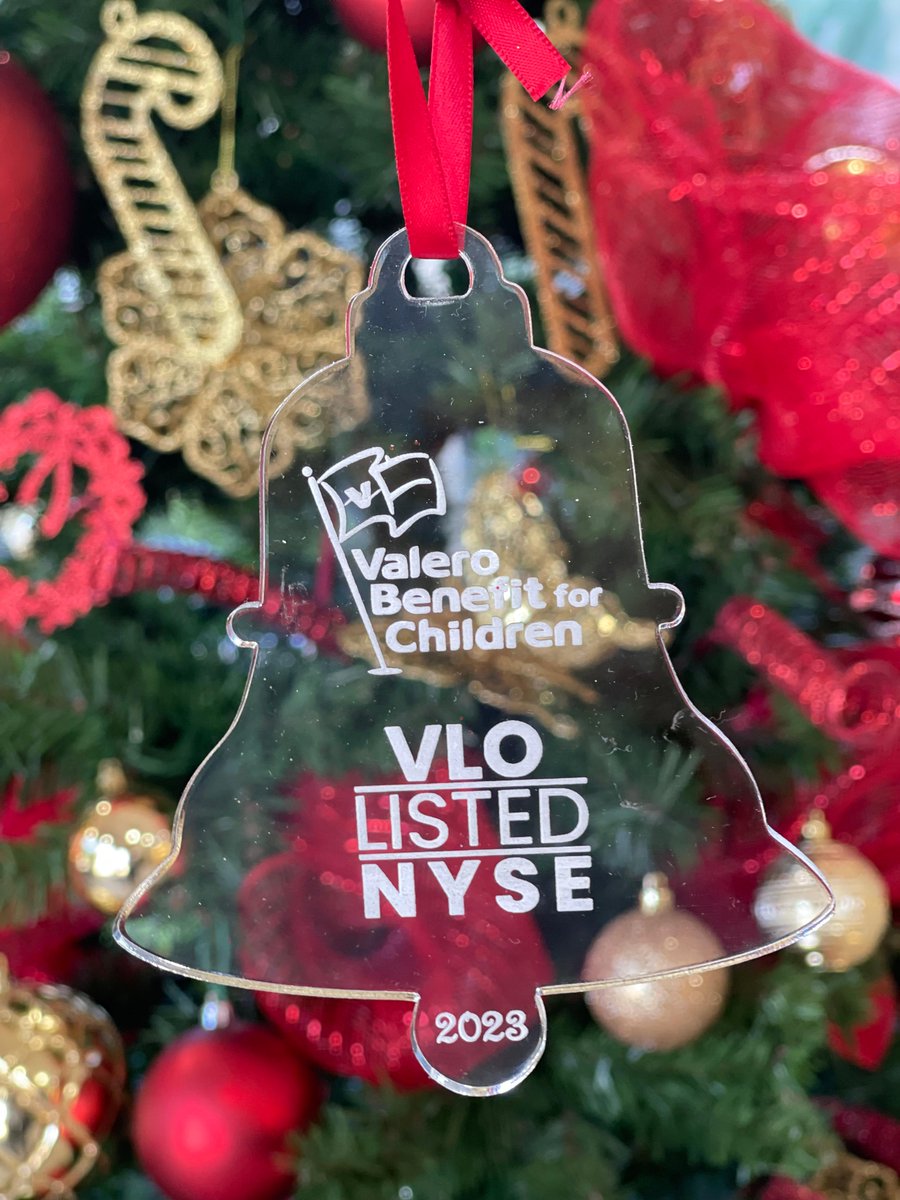 V
Valero
Benefit for
Children
VLO
LISTED
NYSE
2023